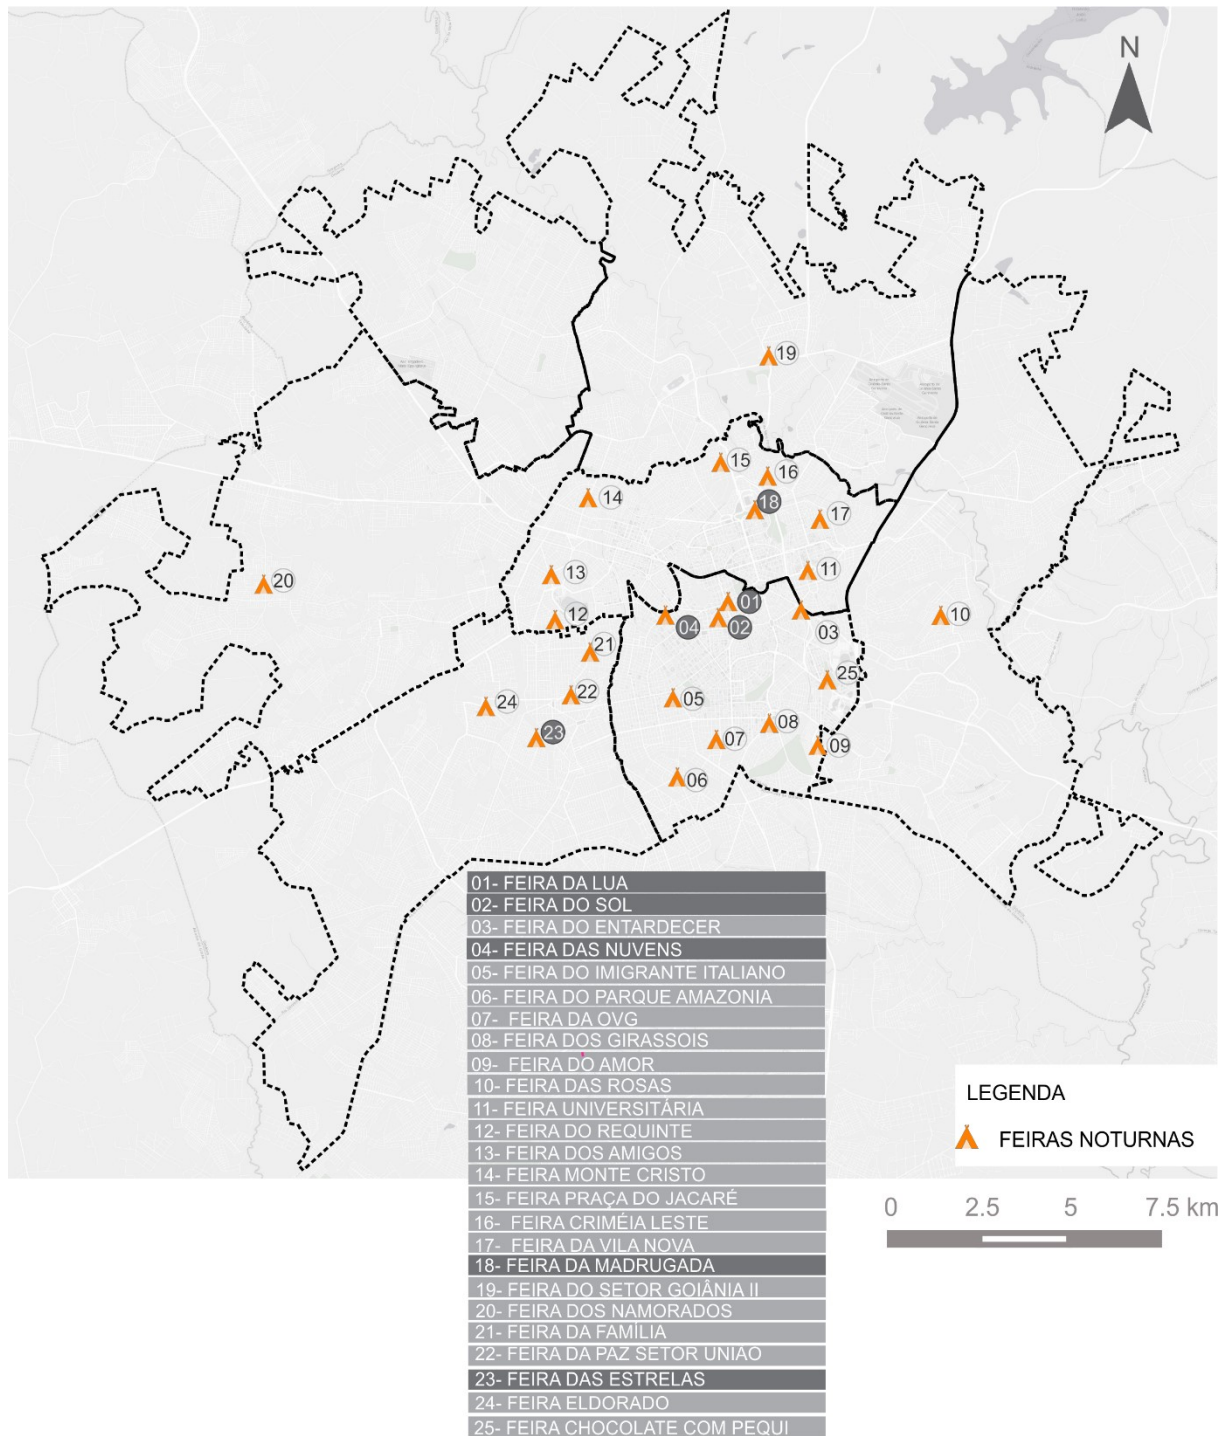 N
19
15
16
14
18
17
13
11
20
12
01
04
02
03
10
21
25
22
24
05
23
08
07
09
06
01- FEIRA DA LUA
02- FEIRA DO SOL
03- FEIRA DO ENTARDECER
04- FEIRA DAS NUVENS
05- FEIRA DO IMIGRANTE ITALIANO
06- FEIRA DO PARQUE AMAZONIA
07- FEIRA DA OVG
08- FEIRA DOS GIRASSOIS
09- FEIRA DO AMOR
10- FEIRA DAS ROSAS
11- FEIRA UNIVERSITÁRIA
12- FEIRA DO REQUINTE
13- FEIRA DOS AMIGOS
14- FEIRA MONTE CRISTO
15- FEIRA PRAÇA DO JACARÉ
16- FEIRA CRIMÉIA LESTE
17- FEIRA DA VILA NOVA
18- FEIRA DA MADRUGADA
19- FEIRA DO SETOR GOIÂNIA II
20- FEIRA DOS NAMORADOS
21- FEIRA DA FAMÍLIA
22- FEIRA DA PAZ SETOR UNIAO
23- FEIRA DAS ESTRELAS
24- FEIRA ELDORADO
25- FEIRA CHOCOLATE COM PEQUI
LEGENDA
FEIRAS NOTURNAS
0 2.5 5 7.5 km